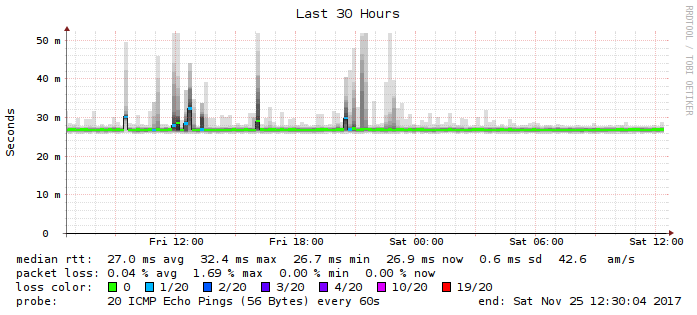 Last 30 Hours
RRDTOOL / TOBI OETIKER
Seconds
50 m
40 m
30 m
20 m
10 m
0
Fri 12:00 Fri 18:00 Sat 00:00 Sat 06:00 Sat 12:00
median rtt: 27.0 ms avg 32.4 ms max 26.7 ms min 26.9 ms now 0.6 ms sd 42.6 am/s
packet loss: 0.04 % avg 1.69 % max 0.00 % min 0.00 % now
loss color: 0 1/20 2/20 3/20 4/20 10/20 19/20
probe: 20 ICMP Echo Pings (56 Bytes) every 60s end: Sat Nov 25 12:30:04 2017